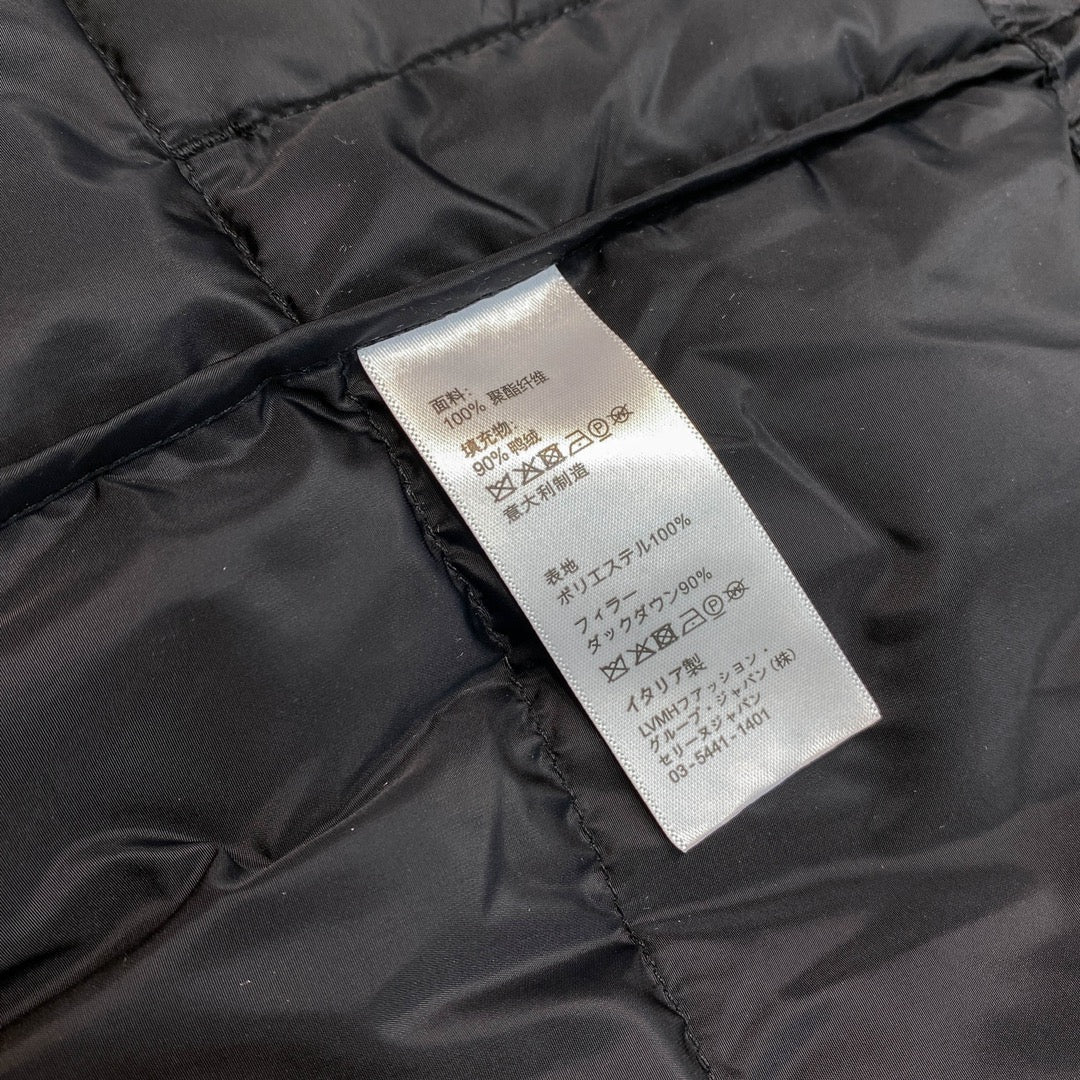 面料:
100% 聚酯纤维
填充物:
90% 鸭绒
意大利制造
表地
ポリエステル100%
フィラー
ダックダウン90%
イタリア製
LVMHファッション・
グループ・ジャパン(株)
セリーヌジャパン
03-5441-1401